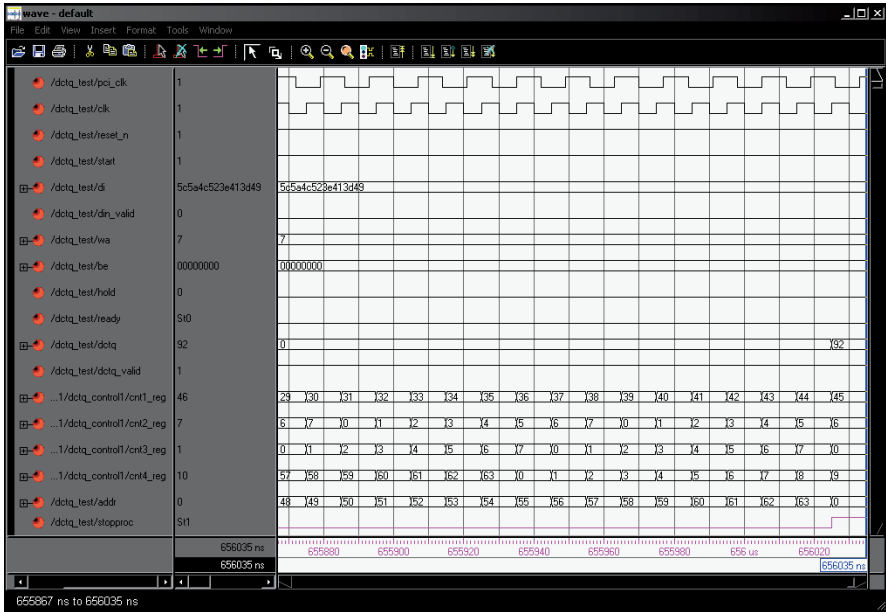 wave - default
File Edit View Insert Format Tools Window
/dctq_test/pci_clk 1
/dctq_test/clk 1
/dctq_test/reset_n 1
/dctq_test/start 1
/dctq_test/di 5c5a4c523e413d49 5c5a4c523e413d49
/dctq_test/din_valid 0
/dctq_test/wa 7 7
/dctq_test/be 00000000 00000000
/dctq_test/hold 0
/dctq_test/ready St0
/dctq_test/dctq 92 0 92
/dctq_test/dctq_valid 1
...1/dctq_control1/cnt1_reg 46 29 30 31 32 33 34 35 36 37 38 39 40 41 42 43 44 45
...1/dctq_control1/cnt2_reg 7 6 7 0 1 2 3 4 5 6 7 0 1 2 3 4 5 6
...1/dctq_control1/cnt3_reg 1 0 1 2 3 4 5 6 7 0 1 2 3 4 5 6 7 0
...1/dctq_control1/cnt4_reg 10 57 58 59 60 61 62 63 0 1 2 3 4 5 6 7 8 9
/dctq_test/addr 0 48 49 50 51 52 53 54 55 56 57 58 59 60 61 62 63 0
/dctq_test/stopproc St1
656035 ns 655880 655900 655920 655940 655960 655980 656 us 656020
656035 ns 656035 ns
655867 ns to 656035 ns